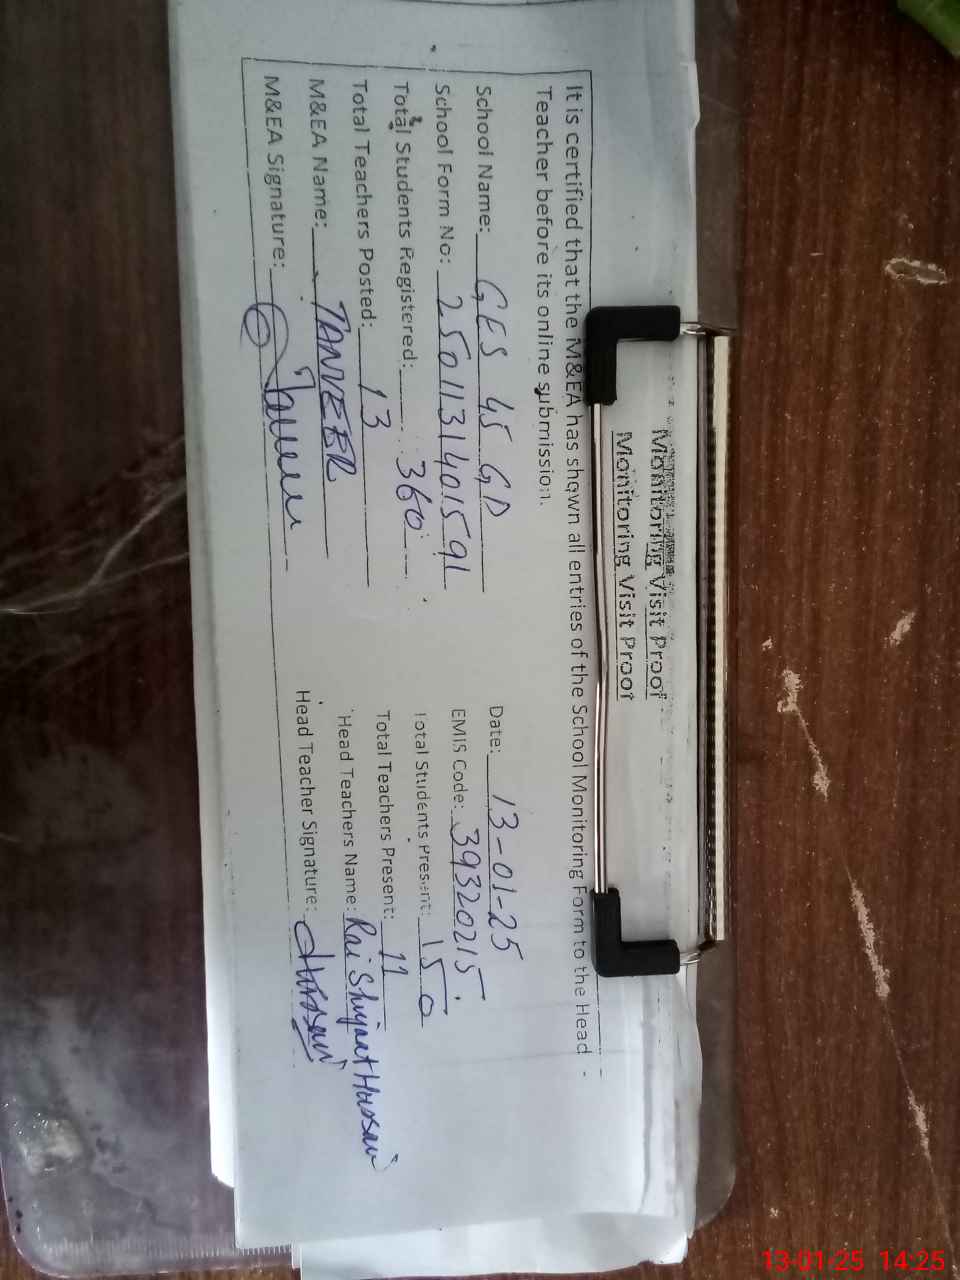 Monitoring Visit Proof
Monitoring Visit Proof
It is certified that the M&EA has shown all entries of the School Monitoring Form to the Head
Teacher before its online submission.
School Name: GES 45 GD Date: 13-01-25
School Form No: 2501131401591 EMIS Code: 39320215
Total Students Registered: 360 Total Students Present: 150
Total Teachers Posted: 13 Total Teachers Present: 11
M&EA Name: TANVEER Head Teachers Name: Rai Shujaat Hussain
M&EA Signature: Head Teacher Signature: Hussain
13-01-25 14:25